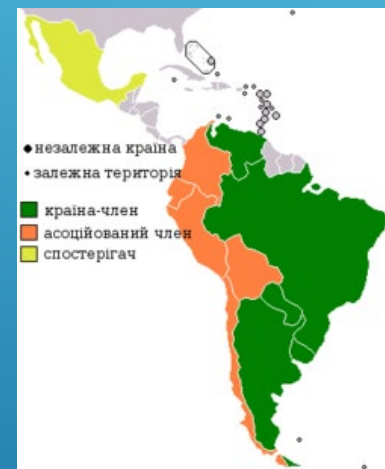 незалежна країна
залежна територія
країна-член
асоційований член
спостерігач